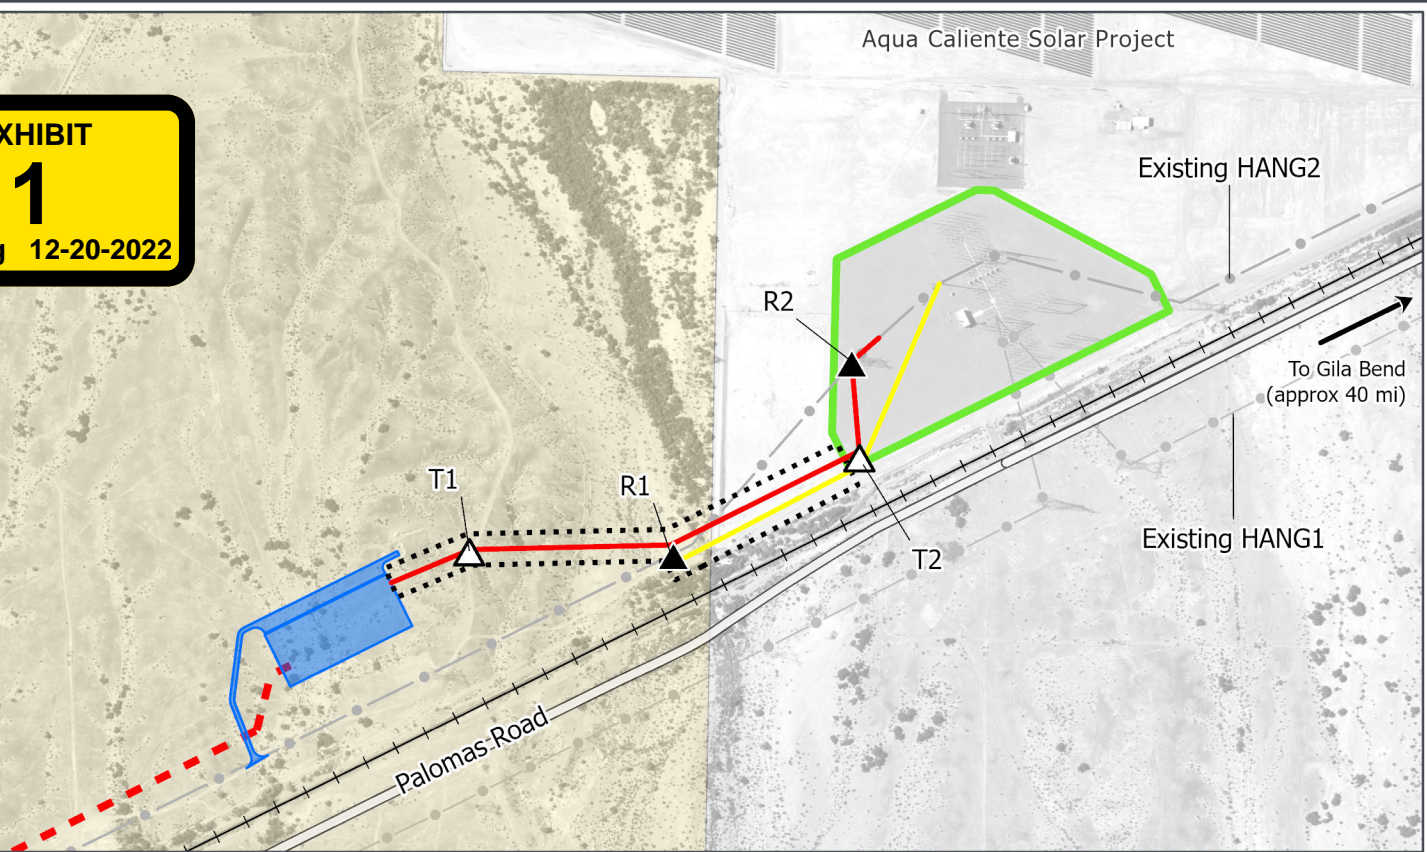 Aqua Caliente Solar Project
XHIBIT
1
g 12-20-2022
Existing HANG2
R2
To Gila Bend
(approx 40 mi)
T1
R1
Existing HANG1
T2
Palomas Road